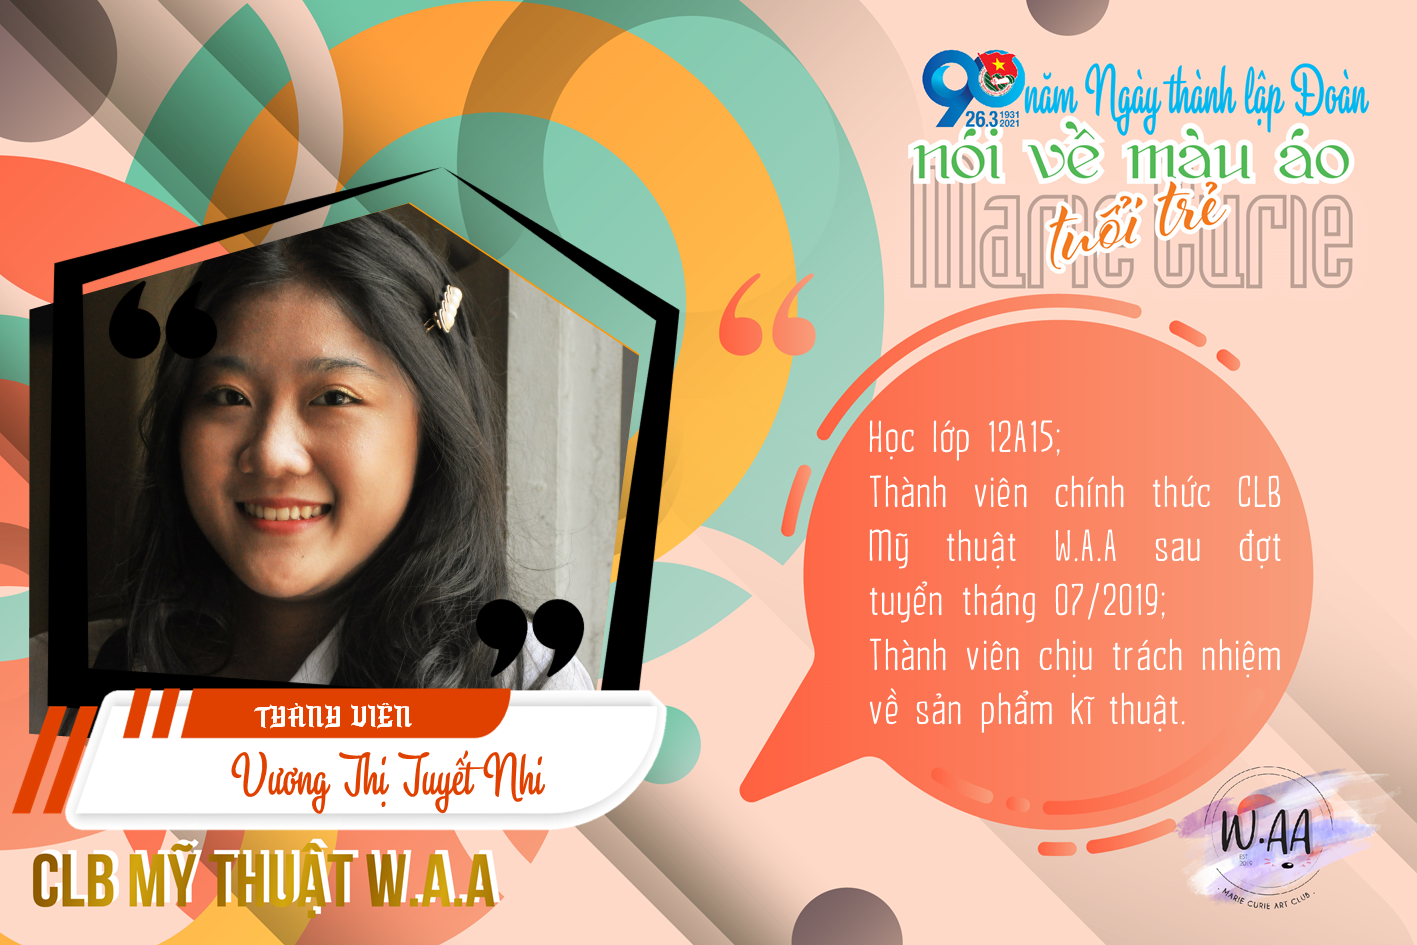 90 năm Ngày thành lập Đoàn
26.3 1931 2021
nói về màu áo
Marie Curie
tuổi trẻ
Học lớp 12A15;
Thành viên chính thức CLB
Mỹ thuật W.A.A sau đợt
tuyển tháng 07/2019;
Thành viên chịu trách nhiệm
về sản phẩm kĩ thuật.
THÀNH VIÊN
Vương Thị Tuyết Nhi
CLB MỸ THUẬT W.A.A
W.AA
MARIE CURIE ART CLUB